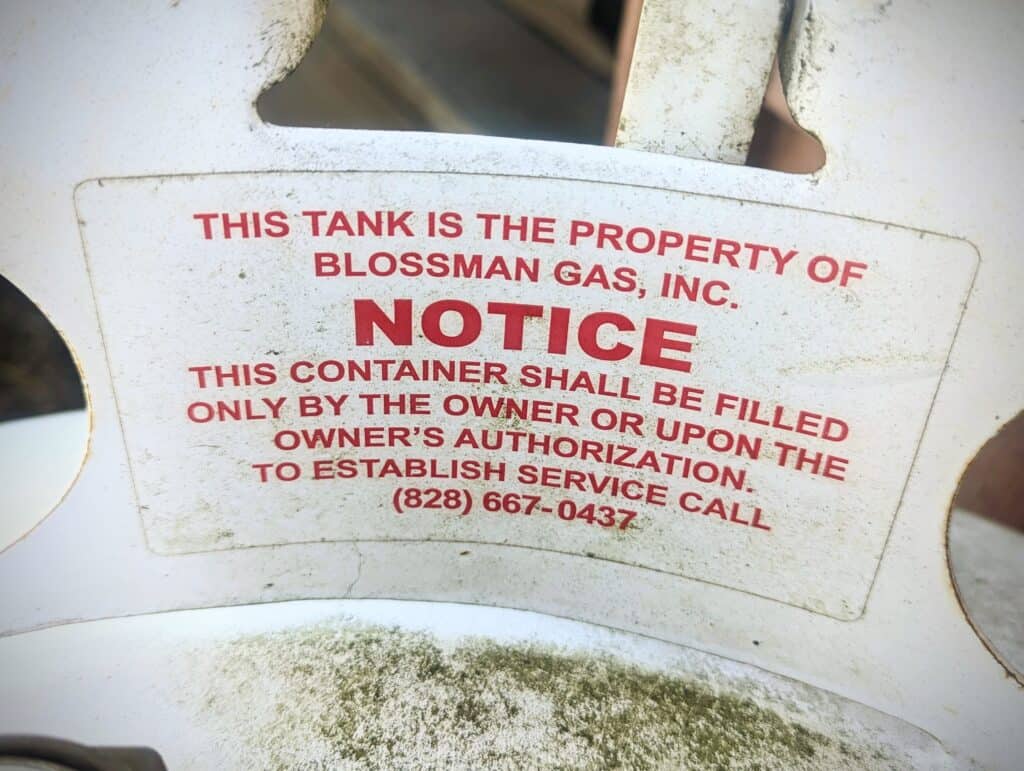 THIS TANK IS THE PROPERTY OF
BLOSSMAN GAS, INC.
NOTICE
THIS CONTAINER SHALL BE FILLED
ONLY BY THE OWNER OR UPON THE
OWNER'S AUTHORIZATION.
TO ESTABLISH SERVICE CALL
(828) 667-0437